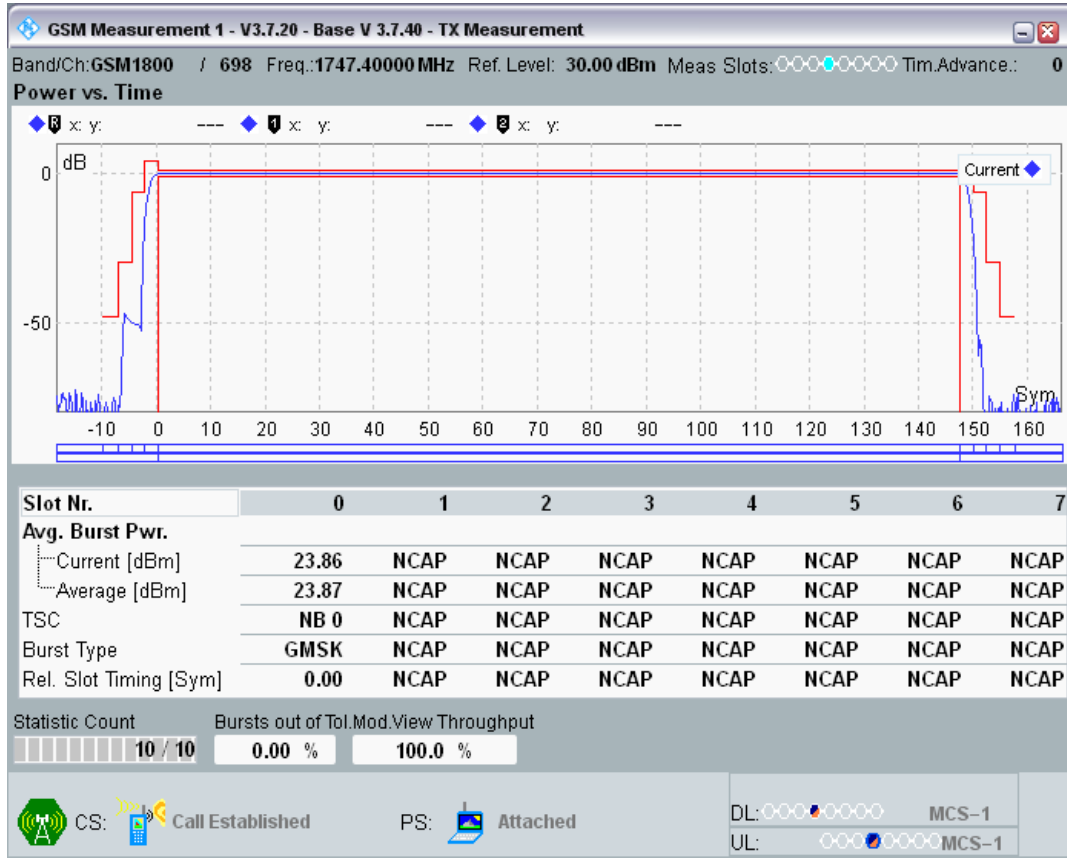 GSM Measurement 1 - V3.7.20 - Base V 3.7.40 - TX Measurement
Band/Ch:GSM1800 / 698 Freq.:1747.40000 MHz Ref. Level: 30.00 dBm Meas Slots: Tim.Advance.: 0
Power vs. Time
R x: y: --- 1 x: y: --- 2 x: y: ---
dB
Current
0
-50
Sym
-10 0 10 20 30 40 50 60 70 80 90 100 110 120 130 140 150 160
Slot Nr. 0 1 2 3 4 5 6 7
Avg. Burst Pwr.
Current [dBm] 23.86 NCAP NCAP NCAP NCAP NCAP NCAP NCAP
Average [dBm] 23.87 NCAP NCAP NCAP NCAP NCAP NCAP NCAP
TSC NB 0 NCAP NCAP NCAP NCAP NCAP NCAP NCAP
Burst Type GMSK NCAP NCAP NCAP NCAP NCAP NCAP NCAP
Rel. Slot Timing [Sym] 0.00 NCAP NCAP NCAP NCAP NCAP NCAP NCAP
Statistic Count Bursts out of Tol. Mod.View Throughput
10 / 10 0.00 % 100.0 %
CS: Call Established PS: Attached
DL: MCS-1
UL: MCS-1